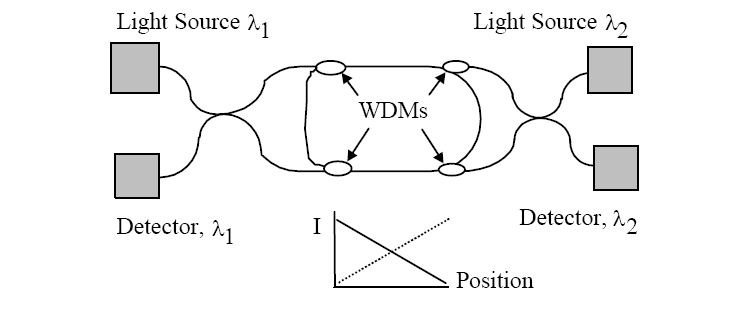 Light Source λ1
Light Source λ2
WDMs
Detector, λ1
Detector, λ2
I
Position